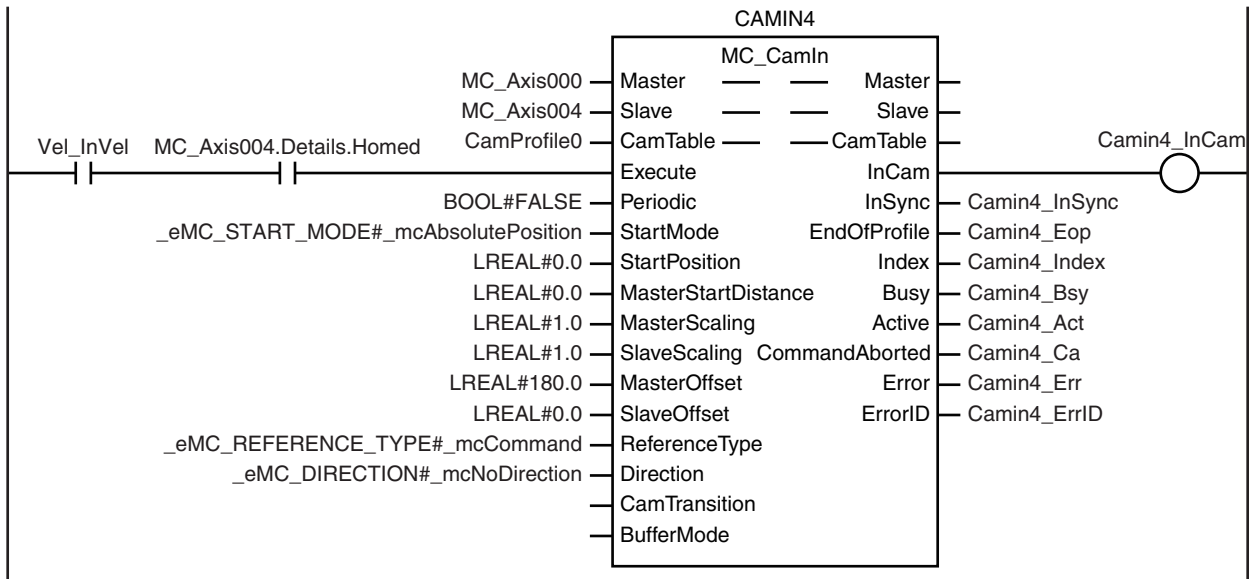 CAMIN4
MC_CamIn
MC_Axis000 Master Master
MC_Axis004 Slave Slave
Vel_InVel MC_Axis004.Details.Homed CamProfile0 CamTable CamTable Camin4_InCam
Execute InCam
BOOL#FALSE Periodic InSync Camin4_InSync
_eMC_START_MODE#_mcAbsolutePosition StartMode EndOfProfile Camin4_Eop
LREAL#0.0 StartPosition Index Camin4_Index
LREAL#0.0 MasterStartDistance Busy Camin4_Bsy
LREAL#1.0 MasterScaling Active Camin4_Act
LREAL#1.0 SlaveScaling CommandAborted Camin4_Ca
LREAL#180.0 MasterOffset Error Camin4_Err
LREAL#0.0 SlaveOffset ErrorID Camin4_ErrID
_eMC_REFERENCE_TYPE#_mcCommand ReferenceType
_eMC_DIRECTION#_mcNoDirection Direction
CamTransition
BufferMode